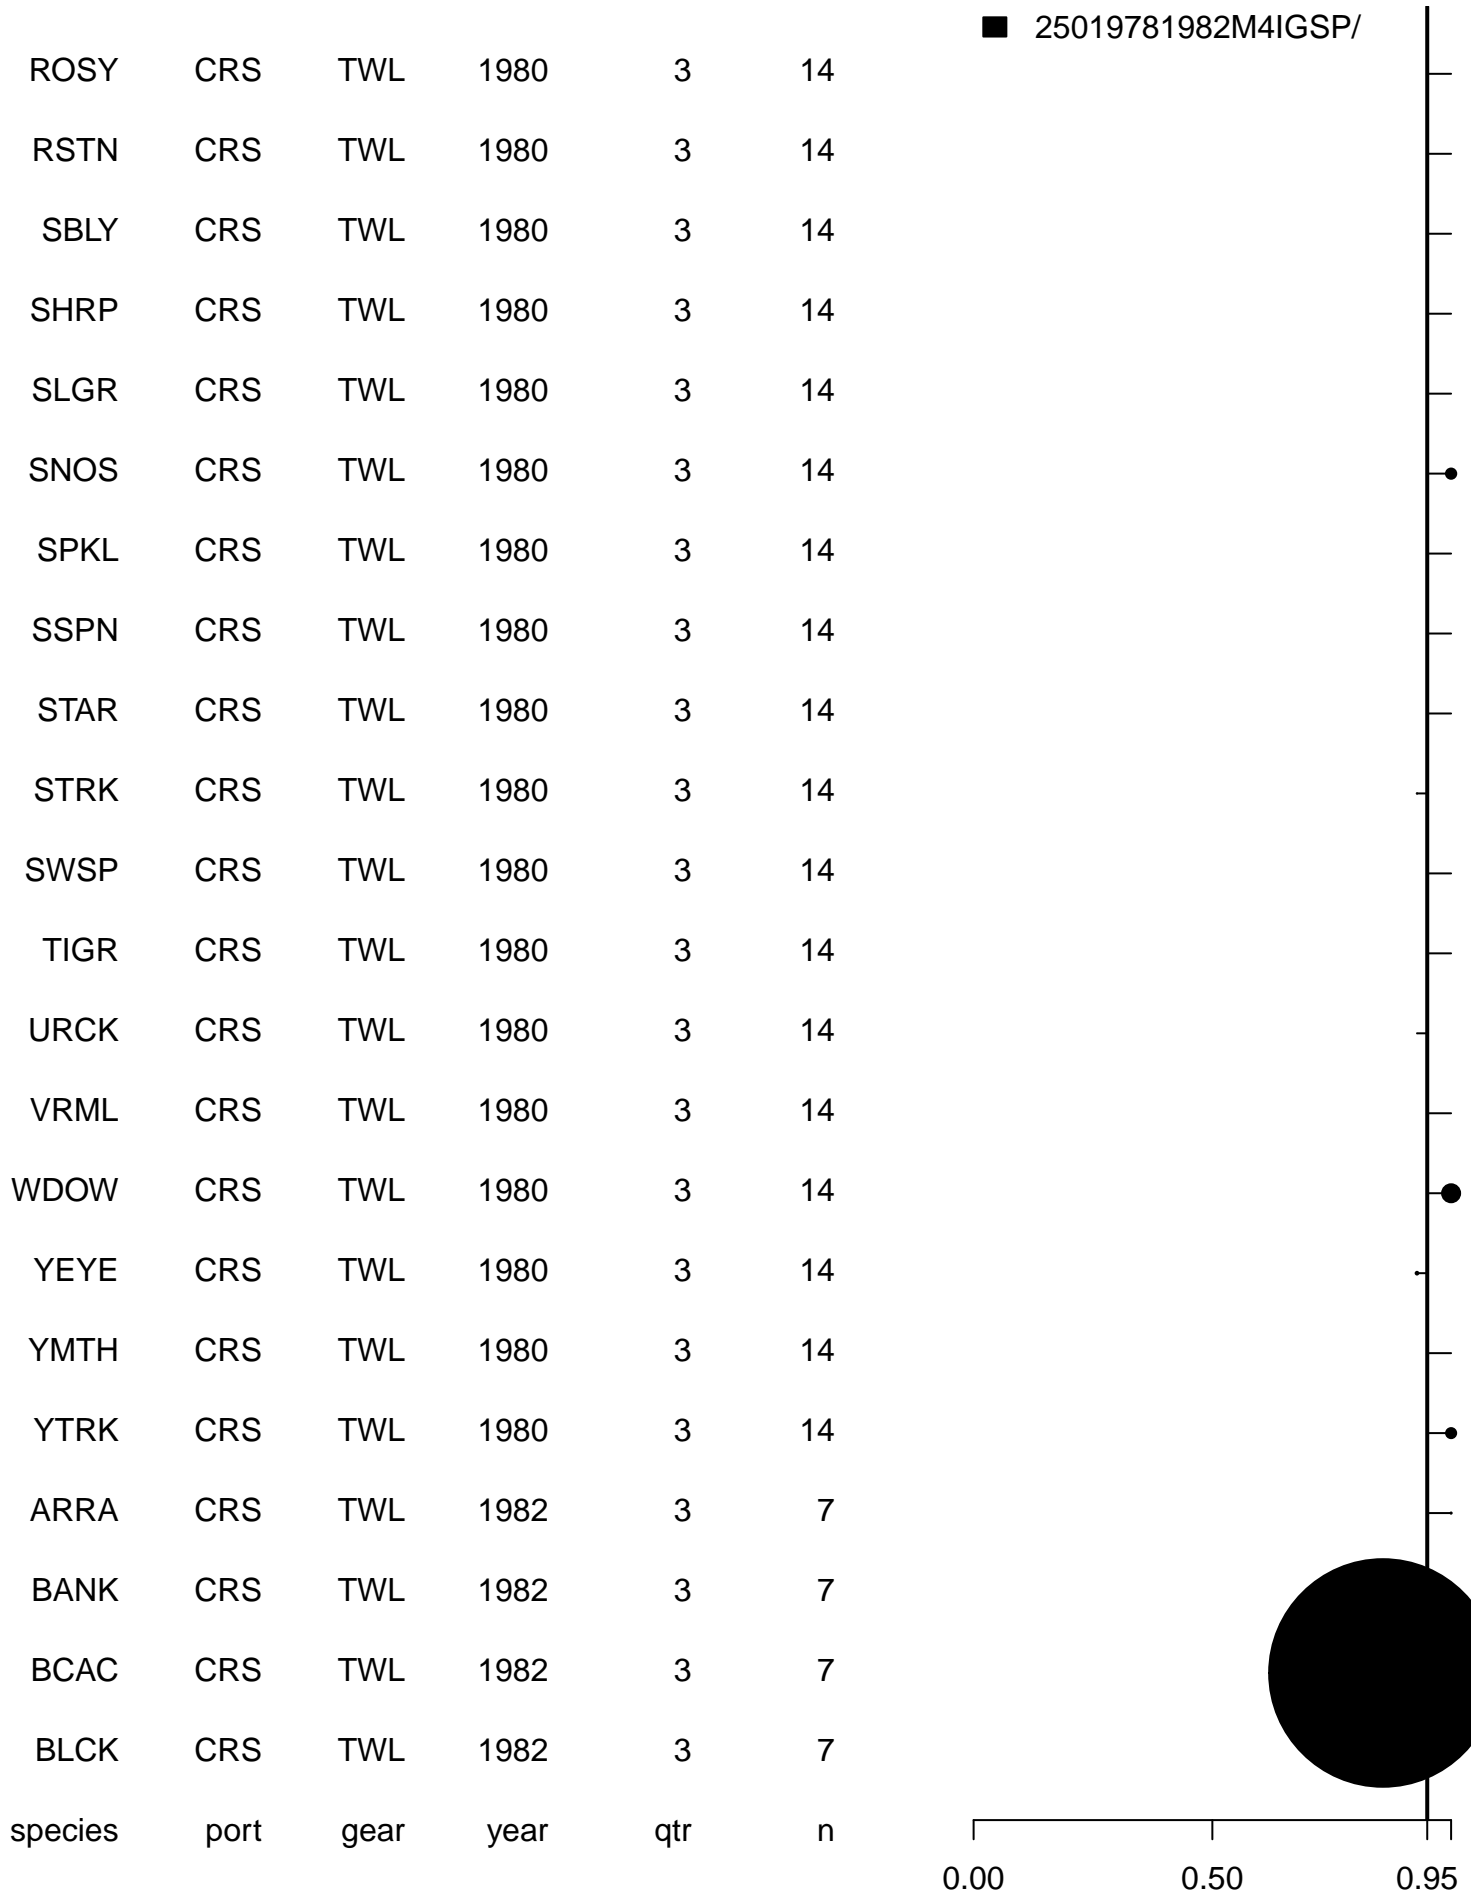 25019781982M4IGSP/
ROSY CRS TWL 1980 3 14
RSTN CRS TWL 1980 3 14
SBLY CRS TWL 1980 3 14
SHRP CRS TWL 1980 3 14
SLGR CRS TWL 1980 3 14
SNOS CRS TWL 1980 3 14
SPKL CRS TWL 1980 3 14
SSPN CRS TWL 1980 3 14
STAR CRS TWL 1980 3 14
STRK CRS TWL 1980 3 14
SWSP CRS TWL 1980 3 14
TIGR CRS TWL 1980 3 14
URCK CRS TWL 1980 3 14
VRML CRS TWL 1980 3 14
WDOW CRS TWL 1980 3 14
YEYE CRS TWL 1980 3 14
YMTH CRS TWL 1980 3 14
YTRK CRS TWL 1980 3 14
ARRA CRS TWL 1982 3 7
BANK CRS TWL 1982 3 7
BCAC CRS TWL 1982 3 7
BLCK CRS TWL 1982 3 7
species port gear year qtr n
0.00 0.50 0.95